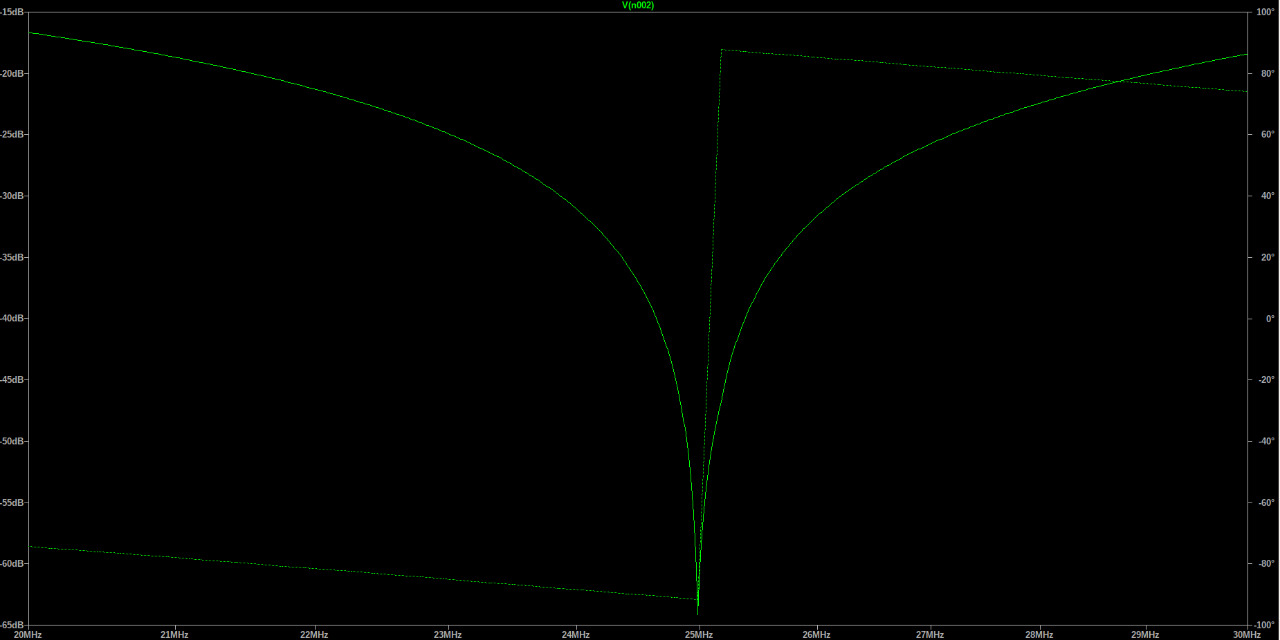 V(n002)
-15dB
-20dB
-25dB
-30dB
-35dB
-40dB
-45dB
-50dB
-55dB
-60dB
-65dB
100°
80°
60°
40°
20°
0°
-20°
-40°
-60°
-80°
-100°
20MHz 21MHz 22MHz 23MHz 24MHz 25MHz 26MHz 27MHz 28MHz 29MHz 30MHz